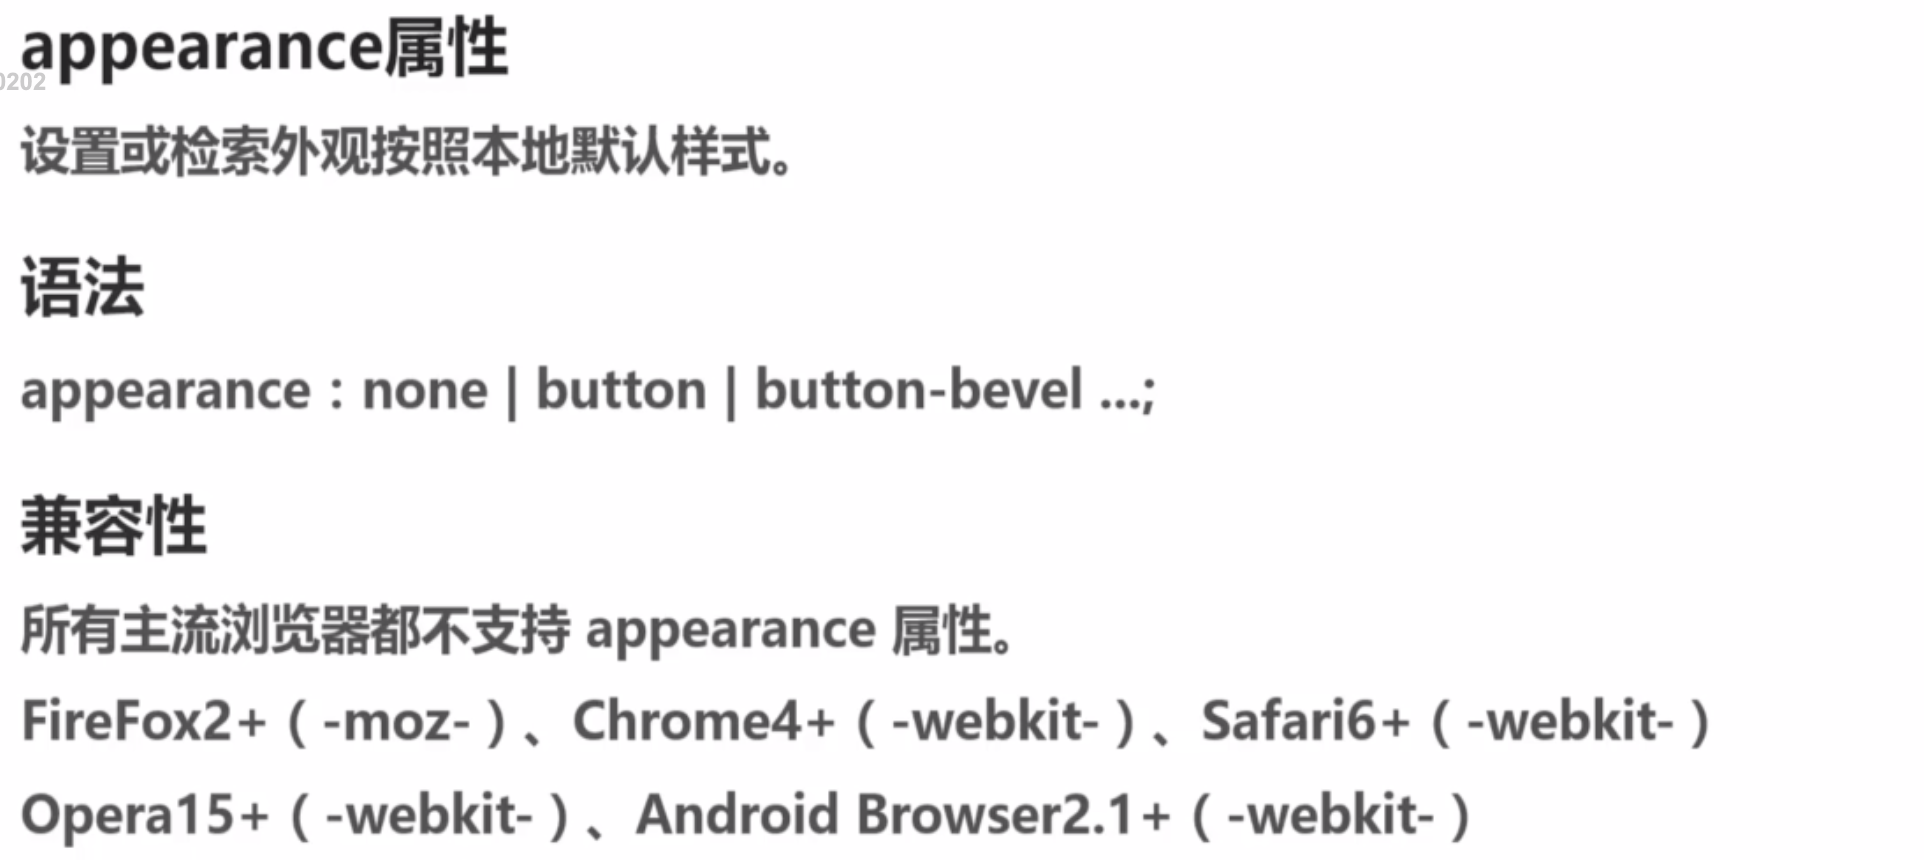 appearance属性
0202
设置或检索外观按照本地默认样式。
语法
appearance : none | button | button-bevel ...;
兼容性
所有主流浏览器都不支持 appearance 属性。
FireFox2+ ( -moz- ) 、Chrome4+ ( -webkit- ) 、Safari6+ ( -webkit- )
Opera15+ ( -webkit- ) 、Android Browser2.1+ ( -webkit- )